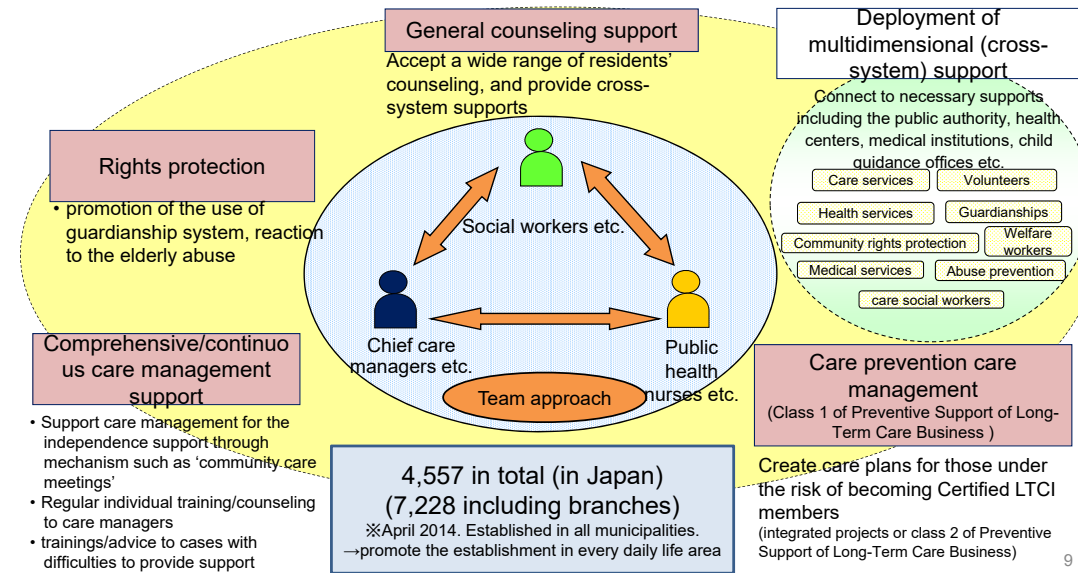 General counseling support
Accept a wide range of residents'
counseling, and provide cross-
system supports
Deployment of
multidimensional (cross-
system) support
Connect to necessary supports
including the public authority, health
centers, medical institutions, child
guidance offices etc.
Care services
Volunteers
Health services
Guardianships
Community rights protection
Welfare
workers
Medical services
Abuse prevention
care social workers
Rights protection
• promotion of the use of
guardianship system, reaction
to the elderly abuse
Social workers etc.
Chief care
managers etc.
Public
health
nurses etc.
Team approach
Comprehensive/continuo
us care management
support
• Support care management for the
independence support through
mechanism such as ‘community care
meetings’
• Regular individual training/counseling
to care managers
• trainings/advice to cases with
difficulties to provide support
4,557 in total (in Japan)
(7,228 including branches)
※April 2014. Established in all municipalities.
→promote the establishment in every daily life area
Care prevention care
management
(Class 1 of Preventive Support of Long-
Term Care Business )
Create care plans for those under
the risk of becoming Certified LTCI
members
(integrated projects or class 2 of Preventive
Support of Long-Term Care Business)
9